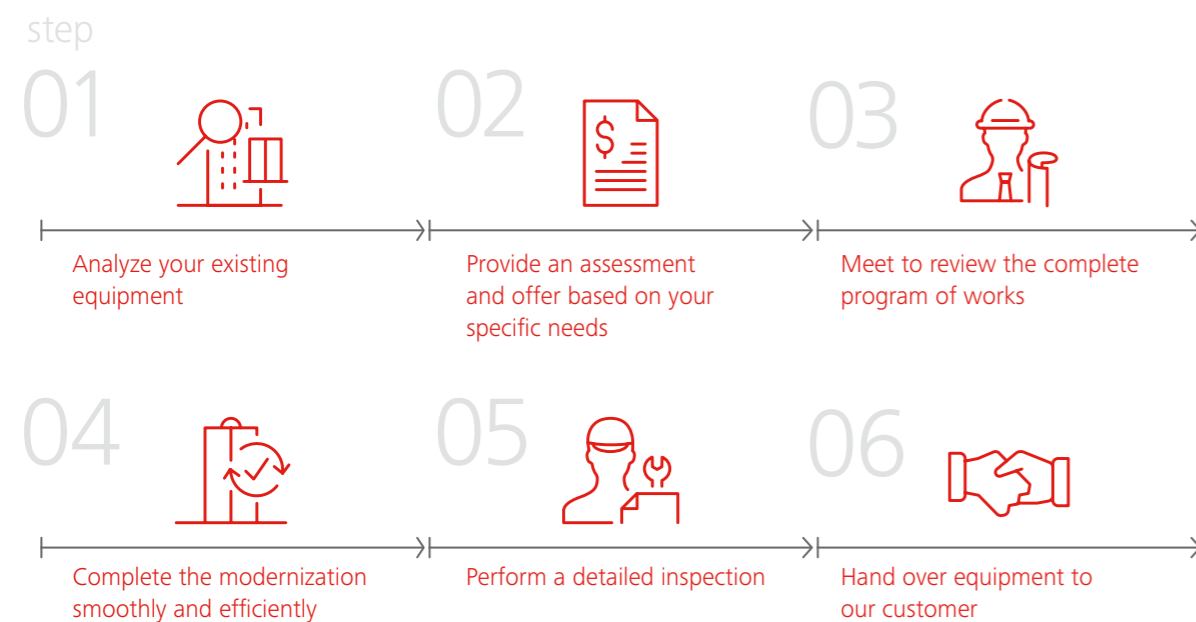 step
01
02
03
$
Analyze your existing
equipment
Provide an assessment
and offer based on your
specific needs
Meet to review the complete
program of works
04
05
06
Complete the modernization
smoothly and efficiently
Perform a detailed inspection
Hand over equipment to
our customer